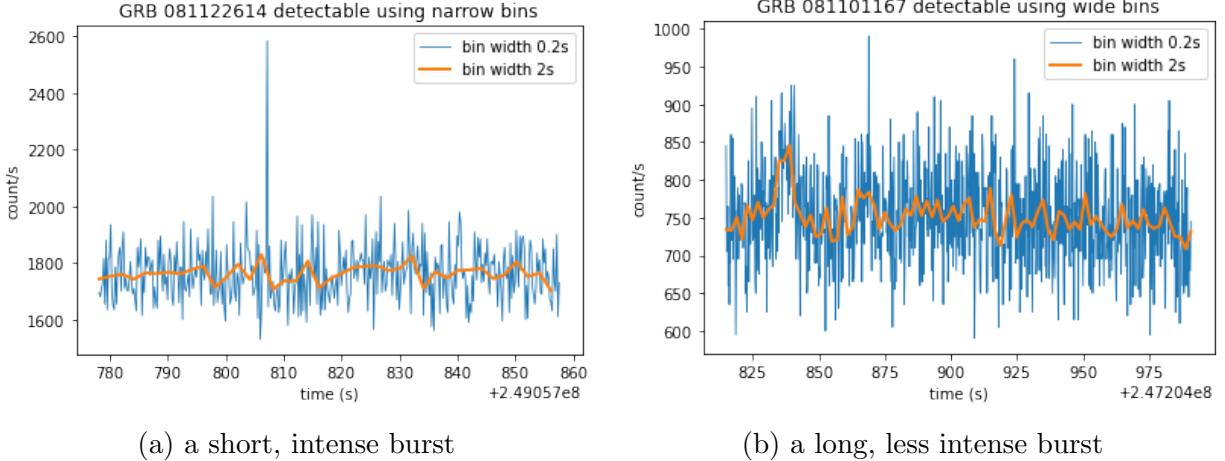 GRB 081122614 detectable using narrow bins
bin width 0.2s
bin width 2s
count/s
2600
2400
2200
2000
1800
1600
780 790 800 810 820 830 840 850 860
time (s)
+2.49057e8
(a) a short, intense burst
GRB 081101167 detectable using wide bins
bin width 0.2s
bin width 2s
count/s
1000
950
900
850
800
750
700
650
600
825 850 875 900 925 950 975
time (s)
+2.47204e8
(b) a long, less intense burst